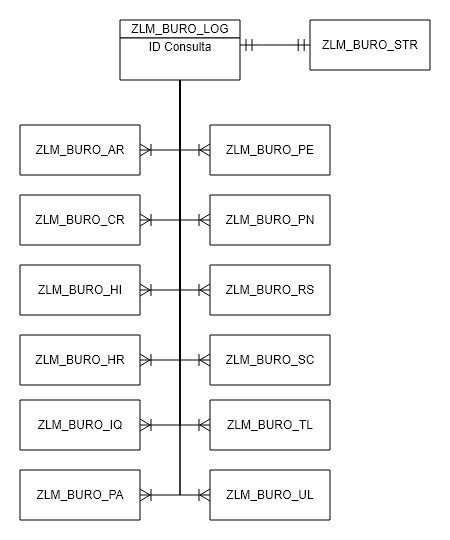 ZLM_BURO_LOG
ID Consulta
ZLM_BURO_STR
ZLM_BURO_AR
ZLM_BURO_PE
ZLM_BURO_CR
ZLM_BURO_PN
ZLM_BURO_HI
ZLM_BURO_RS
ZLM_BURO_HR
ZLM_BURO_SC
ZLM_BURO_IQ
ZLM_BURO_TL
ZLM_BURO_PA
ZLM_BURO_UL